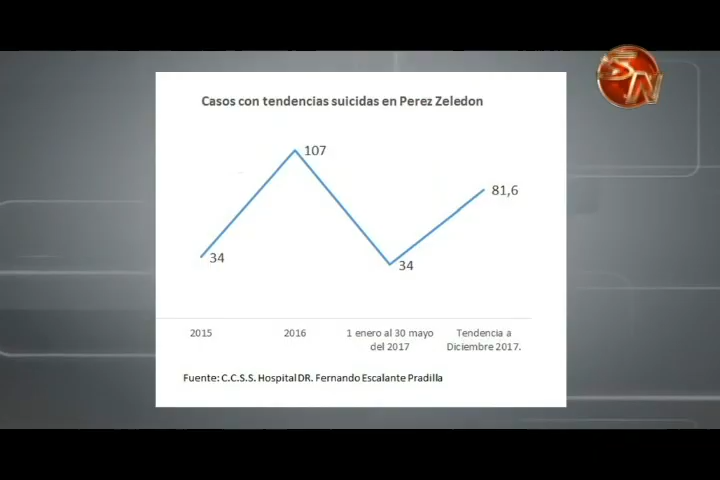 SN
Casos con tendencias suicidas en Perez Zeledon
107
81,6
34
34
2015
2016
1 enero al 30 mayo
del 2017
Tendencia a
Diciembre 2017.
Fuente: C.C.S.S. Hospital DR. Fernando Escalante Pradilla